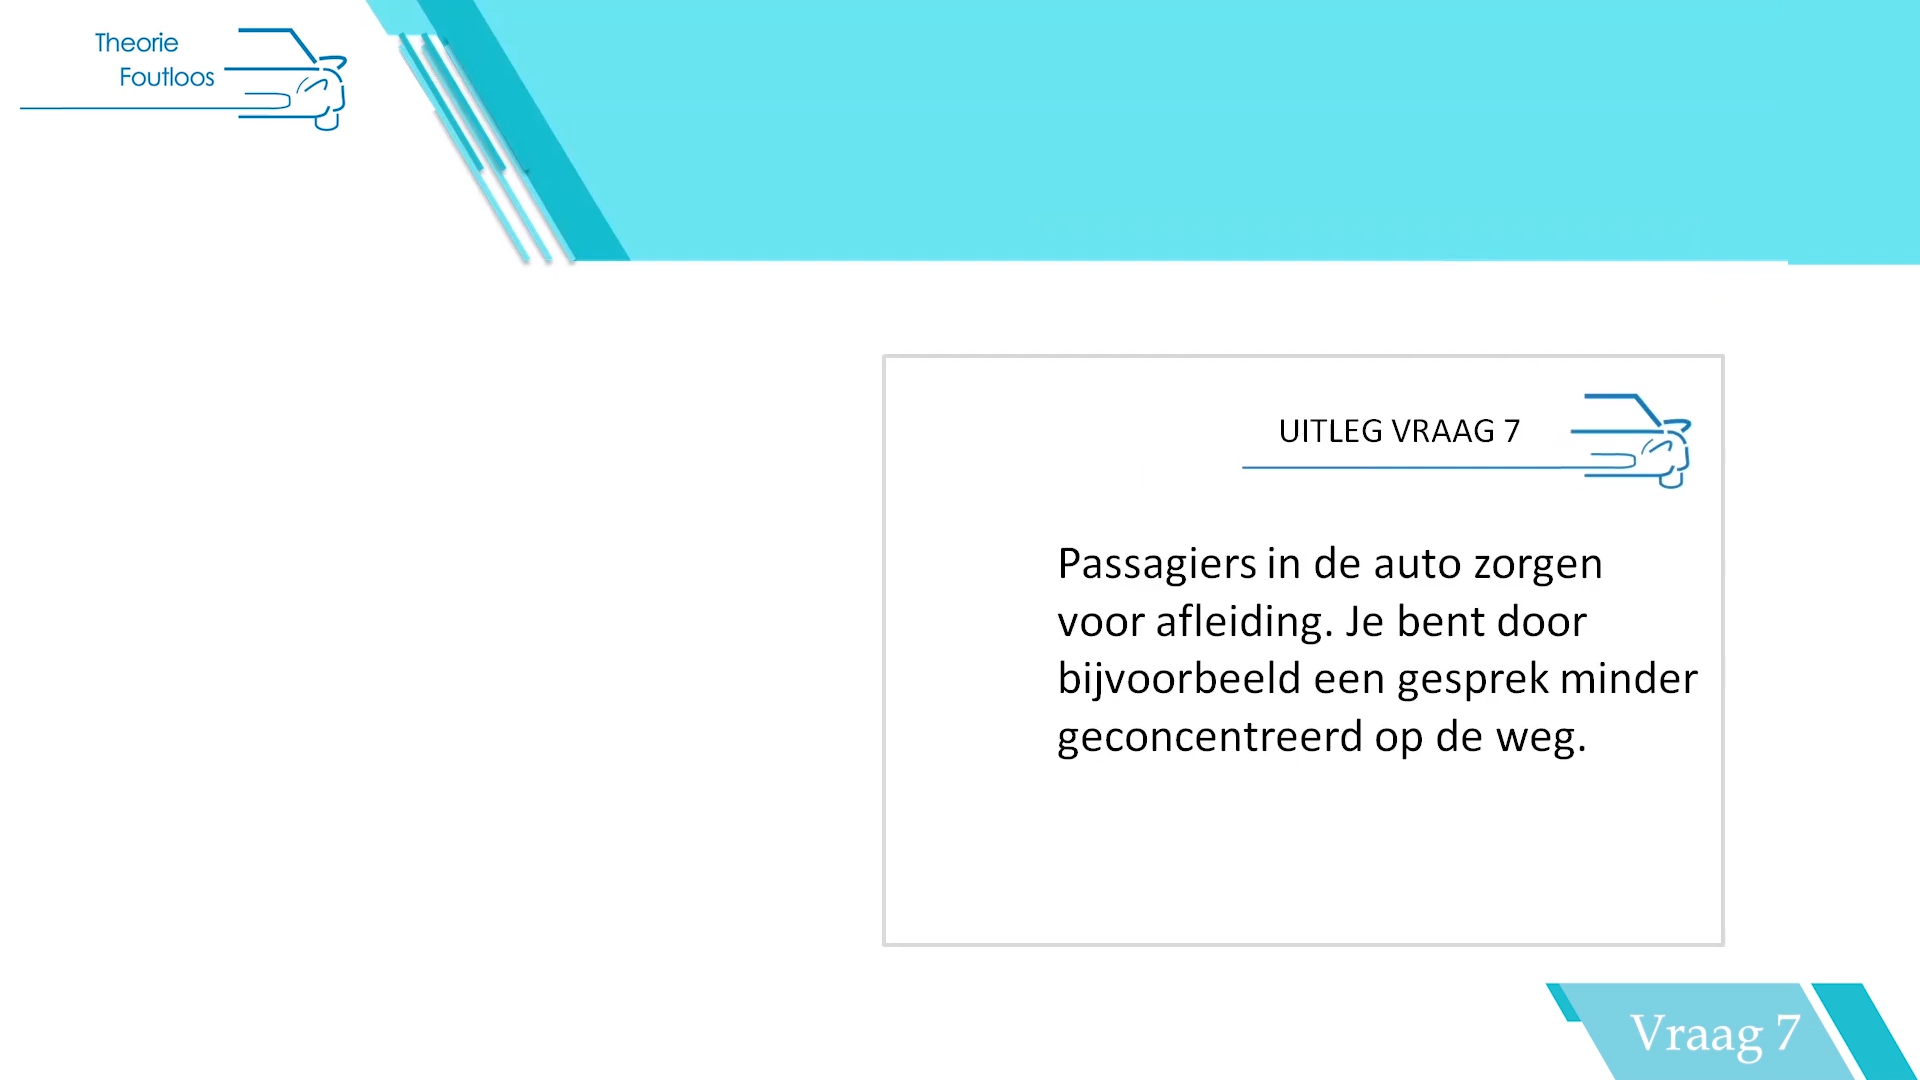 Theorie
Foutloos
UITLEG VRAAG 7
Passagiers in de auto zorgen
voor afleiding. Je bent door
bijvoorbeeld een gesprek minder
geconcentreerd op de weg.
Vraag 7